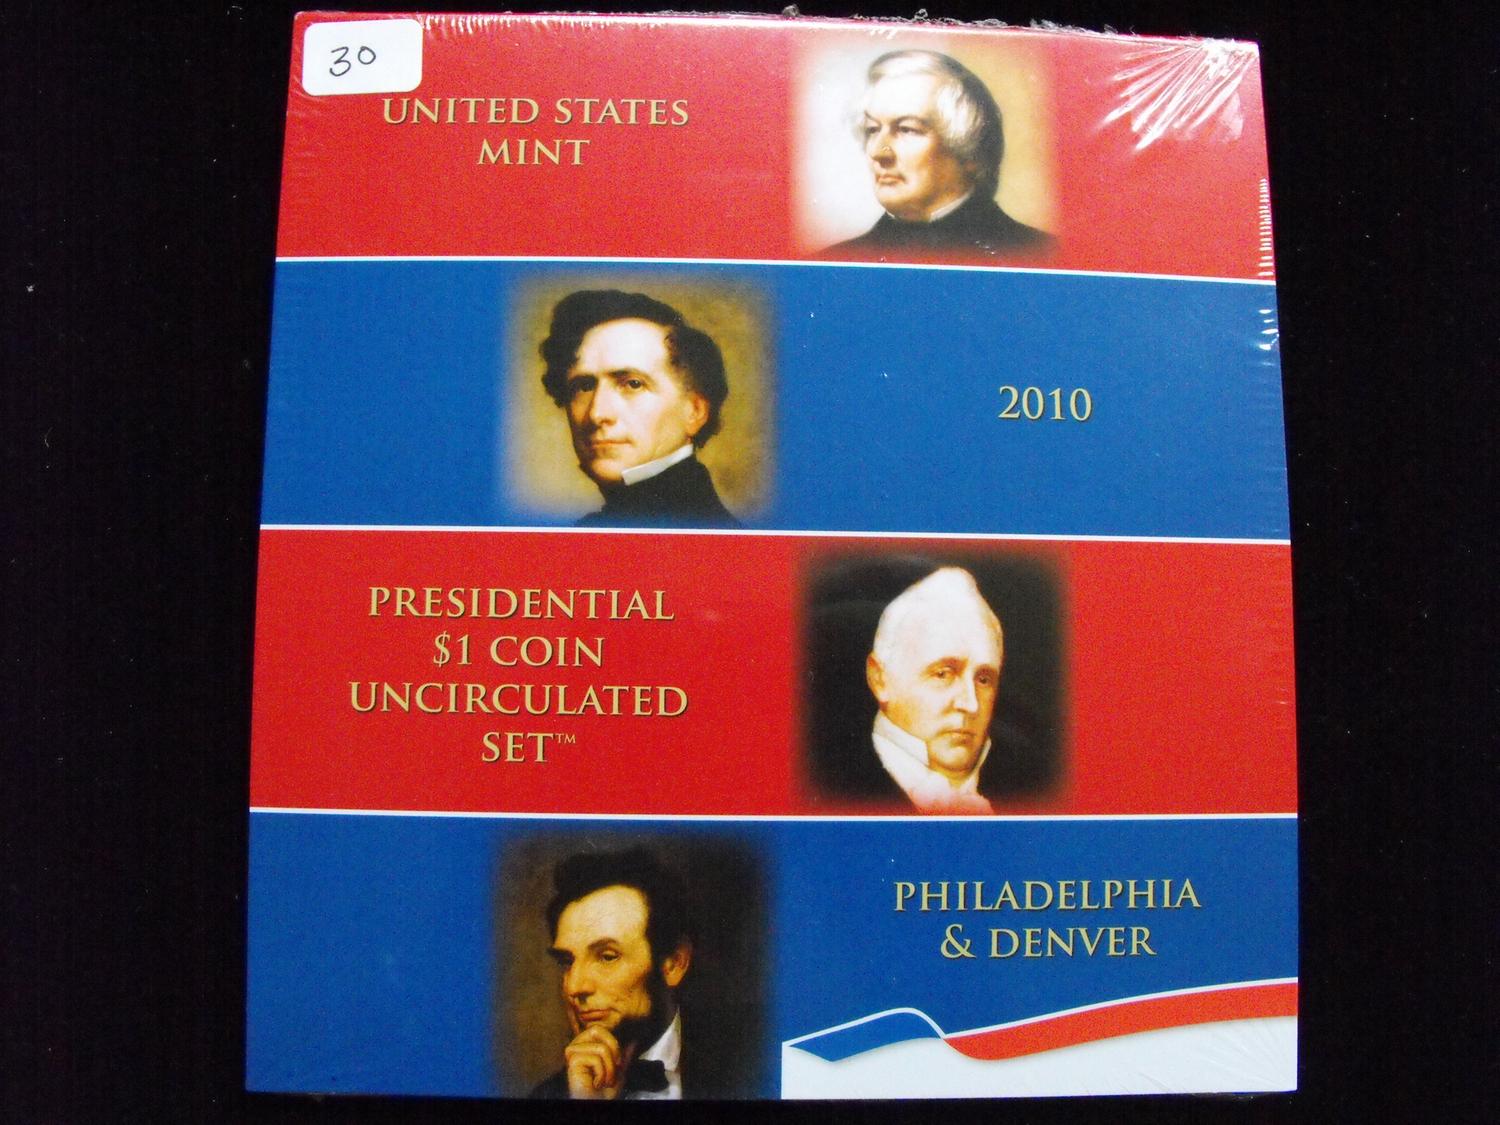 30
UNITED STATES
MINT
2010
PRESIDENTIAL
$1 COIN
UNCIRCULATED
SET™
PHILADELPHIA
& DENVER